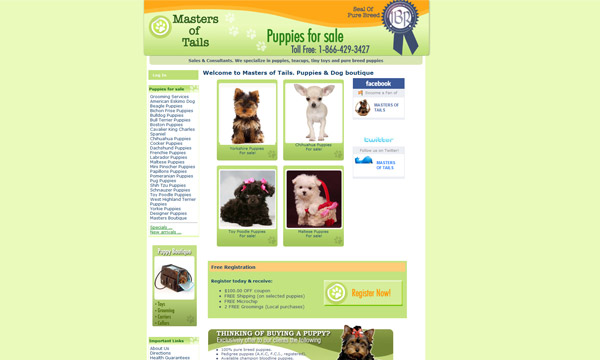 Masters
of
Tails
Puppies for sale
Toll Free: 1-866-429-3427
Seal Of
Pure Breed
IBR
Sales & Consultants. We specialize in puppies, teacups, tiny toys and pure breed puppies
Log In
Puppies for sale
Grooming Services
American Eskimo Dog
Beagle Puppies
Bichon Frise Puppies
Bulldog Puppies
Bull Terrier Puppies
Boston Puppies
Cavalier King Charles
Spaniel
Chihuahua Puppies
Cocker Puppies
Dachshund Puppies
Frenchie Puppies
Labrador Puppies
Maltese Puppies
Mini Pinscher Puppies
Papillons Puppies
Pomeranian Puppies
Pug Puppies
Shih Tzu Puppies
Schnauzer Puppies
Toy Poodle Puppies
West Highland Terrier
Puppies
Yorkie Puppies
Designer Puppies
Masters Boutique
Specials ...
New arrivals ...
Puppy Boutique
• Toys
• Grooming
• Carriers
• Collars
Important Links
About Us
Directions
Health Guarantees
Welcome to Masters of Tails. Puppies & Dog boutique
Yorkshire Puppies
For sale!
Chihuahua Puppies
For Sale!
Toy Poodle Puppies
For sale!
Maltese Puppies
For sale!
facebook
Become a Fan of
MASTERS OF
TAILS
twitter
Follow us on Twitter!
MASTERS
OF TAILS
Free Registration
Register today & receive:
• $100.00 OFF coupon
• FREE Shipping (on selected puppies)
• FREE Microchip
• 2 FREE Groomings (Local purchases)
Register Now!
THINKING OF BUYING A PUPPY?
Exclusively offer to our clients the following
• 100% pure breed puppies.
• Pedigree puppies (A.K.C, F.C.I., registered).
• Available champion bloodline puppies.